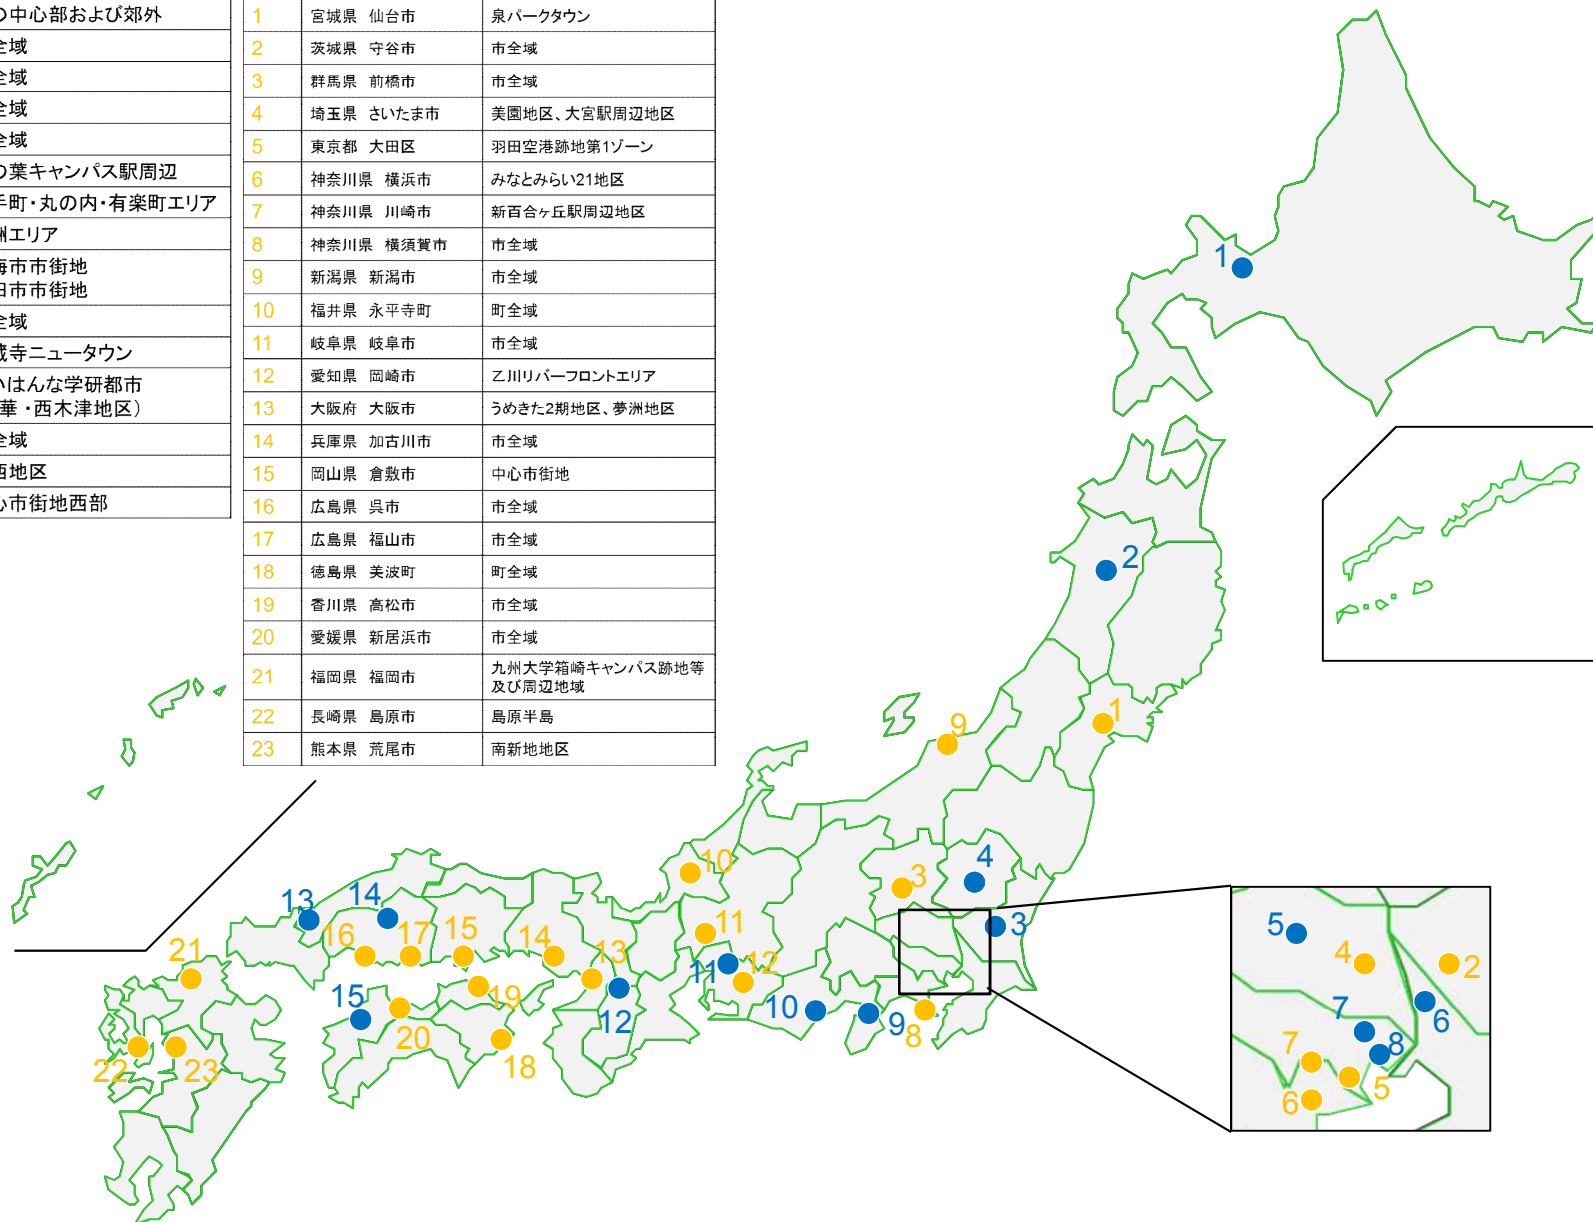 の中心部および郊外
全域
全域
全域
全域
の葉キャンパス駅周辺
手町・丸の内・有楽町エリア
洲エリア
海市市街地
田市市街地
全域
蔵寺ニュータウン
いはんな学研都市
華・西木津地区）
全域
西地区
心市街地西部
1 宮城県 仙台市 泉パークタウン
2 茨城県 守谷市 市全域
3 群馬県 前橋市 市全域
4 埼玉県 さいたま市 美園地区、大宮駅周辺地区
5 東京都 大田区 羽田空港跡地第1ゾーン
6 神奈川県 横浜市 みなとみらい21地区
7 神奈川県 川崎市 新百合ヶ丘駅周辺地区
8 神奈川県 横須賀市 市全域
9 新潟県 新潟市 市全域
10 福井県 永平寺町 町全域
11 岐阜県 岐阜市 市全域
12 愛知県 岡崎市 乙川リバーフロントエリア
13 大阪府 大阪市 うめきた2期地区、夢洲地区
14 兵庫県 加古川市 市全域
15 岡山県 倉敷市 中心市街地
16 広島県 呉市 市全域
17 広島県 福山市 市全域
18 徳島県 美波町 町全域
19 香川県 高松市 市全域
20 愛媛県 新居浜市 市全域
21 福岡県 福岡市 九州大学箱崎キャンパス跡地等
及び周辺地域
22 長崎県 島原市 島原半島
23 熊本県 荒尾市 南新地地区
1
2
1
9
4
10
3
13
14
3
16
17
15
14
13
11
12
11
21
15
19
12
10
9
8
20
18
22
23
5
4
2
7
6
7
8
5
6